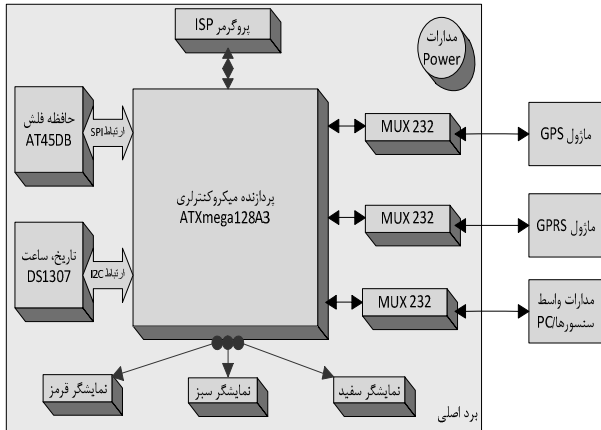 پروگرمر ISP
مدارات
Power
حافظه فلش
AT45DB
ارتباط SPI
MUX 232
ماژول GPS
پردازنده میکروکنترلری
ATXmega128A3
MUX 232
ماژول GPRS
تاریخ، ساعت
DS1307
ارتباط I2C
MUX 232
مدارات واسط
سنسورها/PC
نمایشگر قرمز
نمایشگر سبز
نمایشگر سفید
برد اصلی